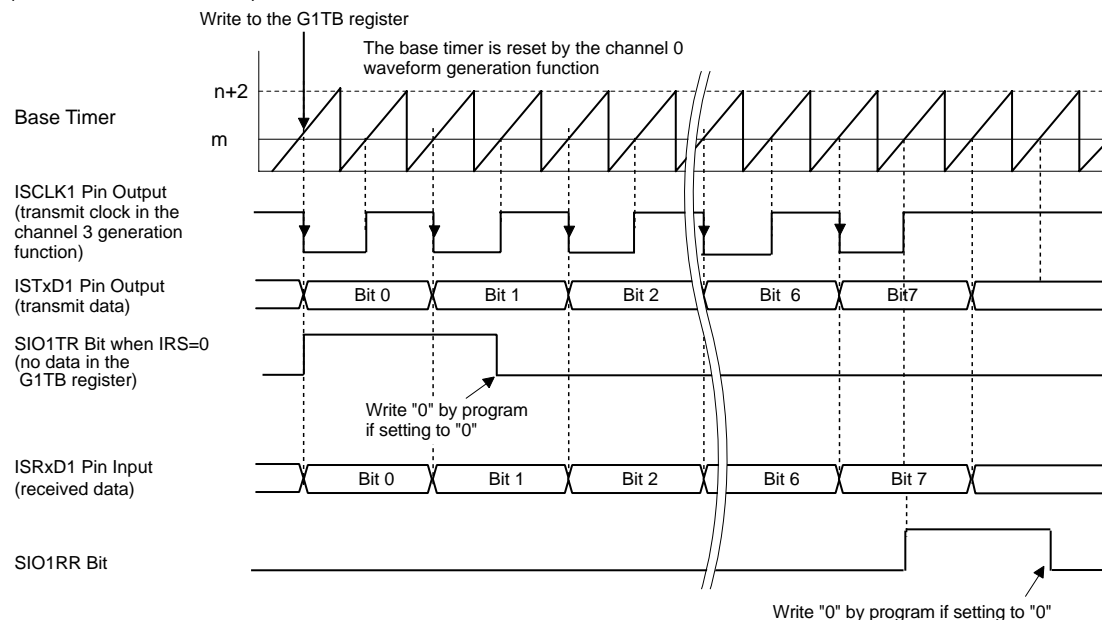 Write to the G1TB register
The base timer is reset by the channel 0
waveform generation function
n+2
Base Timer
m
ISCLK1 Pin Output
(transmit clock in the
channel 3 generation
function)
ISTxD1 Pin Output
(transmit data)
Bit 0
Bit 1
Bit 2
Bit 6
Bit7
SIO1TR Bit when IRS=0
(no data in the
G1TB register)
Write "0" by program
if setting to "0"
ISRxD1 Pin Input
(received data)
Bit 0
Bit 1
Bit 2
Bit 6
Bit 7
SIO1RR Bit
Write "0" by program if setting to "0"